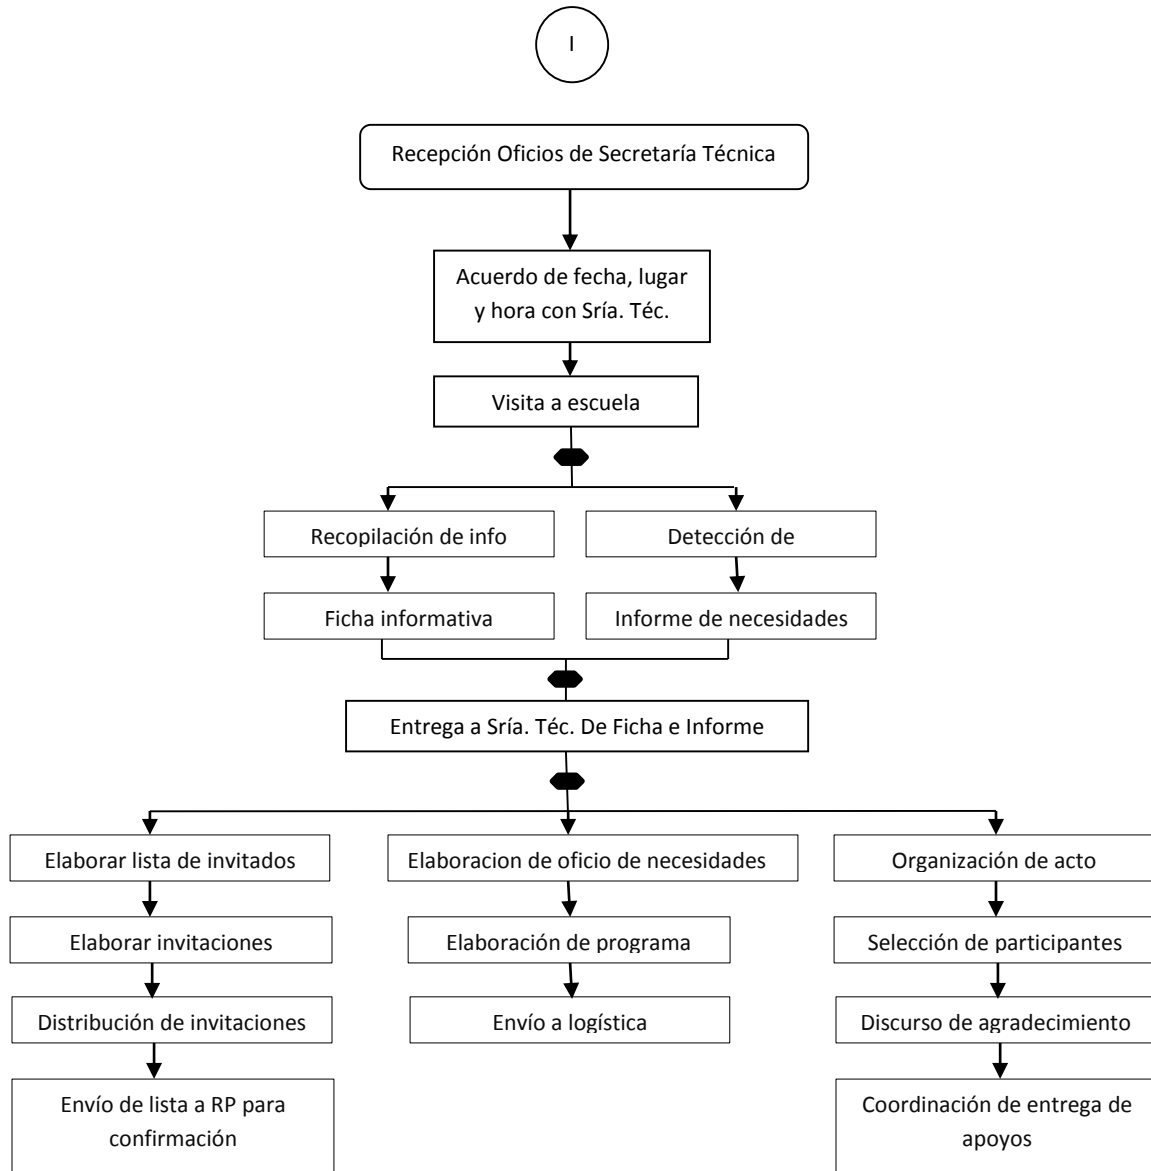 I
Recepción Oficios de Secretaría Técnica
Acuerdo de fecha, lugar
y hora con Sría. Téc.
Visita a escuela
Recopilación de info
Detección de
Ficha informativa
Informe de necesidades
Entrega a Sría. Téc. De Ficha e Informe
Elaborar lista de invitados
Elaboracion de oficio de necesidades
Organización de acto
Elaborar invitaciones
Elaboración de programa
Selección de participantes
Distribución de invitaciones
Envío a logística
Discurso de agradecimiento
Envío de lista a RP para
confirmación
Coordinación de entrega de
apoyos